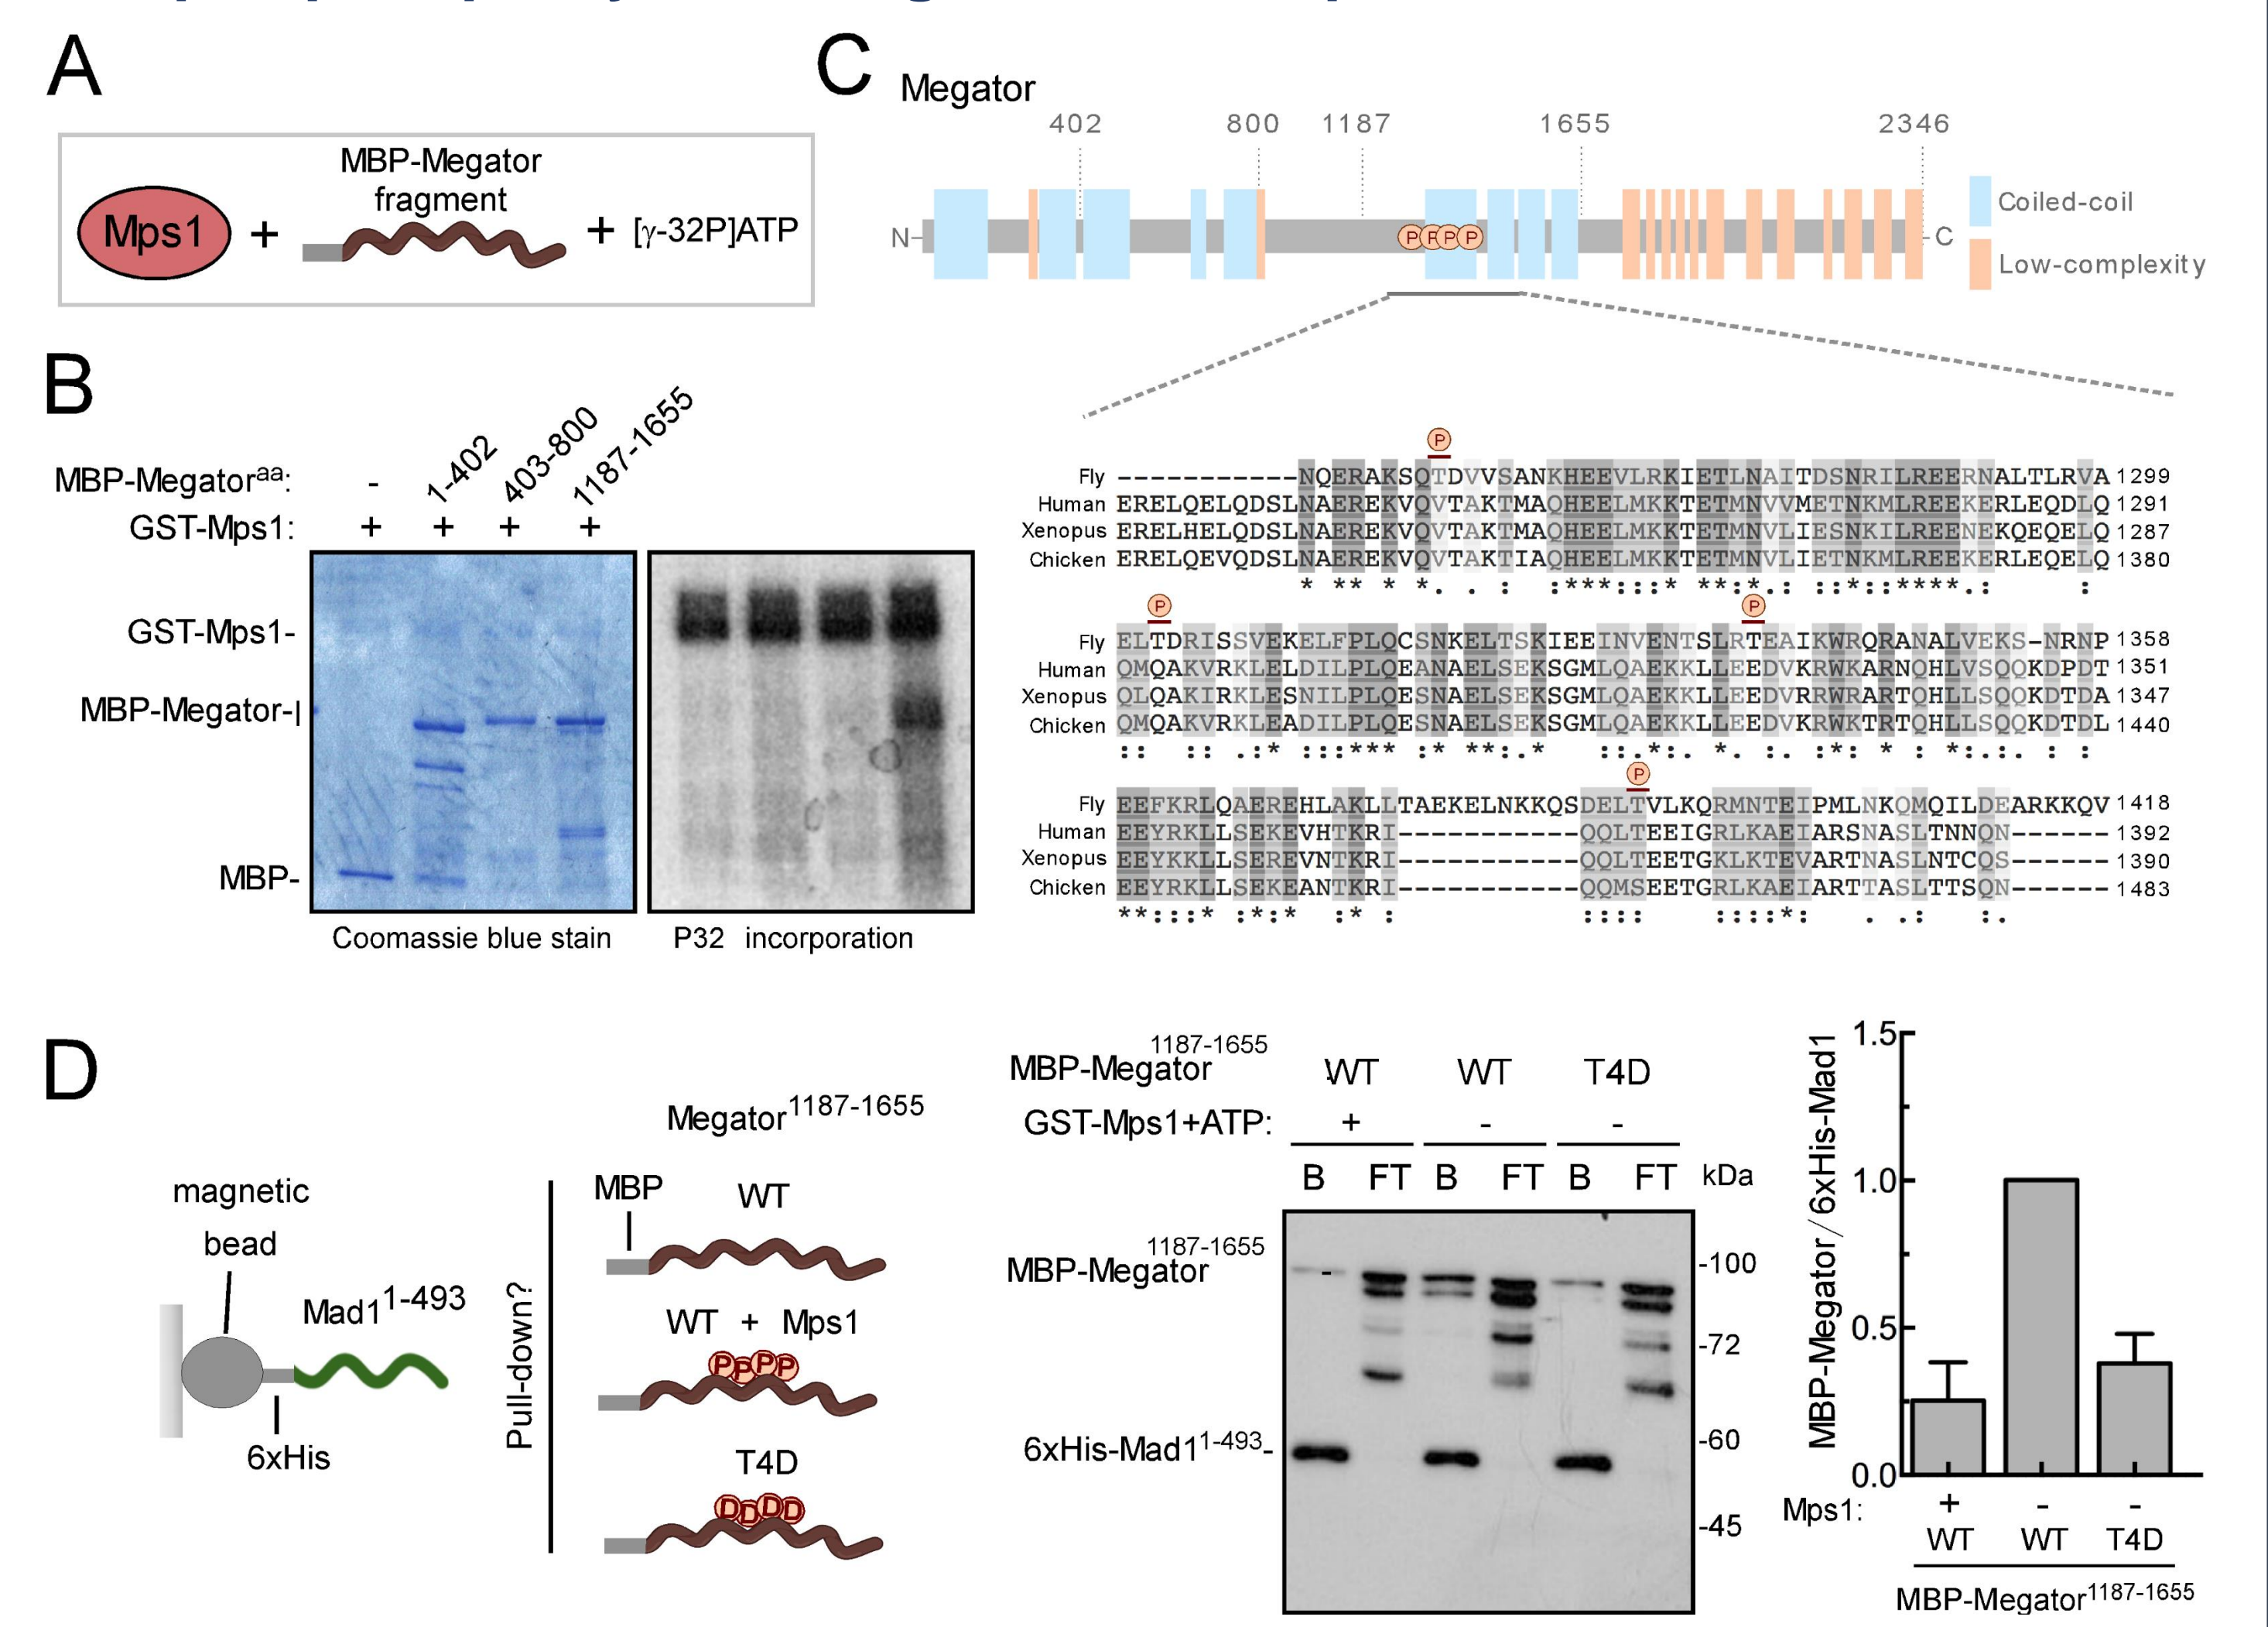 A
Mps1 + MBP-Megator fragment + [γ-32P]ATP
B
MBP-Megatoraa: - 1-402 403-800 1187-1655
GST-Mps1: + + + +
GST-Mps1-
MBP-Megator-|
MBP-
Coomassie blue stain
P32 incorporation
C
Megator
402 800 1187 1655 2346
N- P P P P -C
Coiled-coil
Low-complexity
P
Fly -----------NQERAKSQTDVVSANKHEEVLRKIETLNAITDSNRILREERNALTLRVA 1299
Human ERELQELQDSLNAEREKVQVTAKTMAQHEELMKKTETMNVVMETNKMLREEKERLEQDLQ 1291
Xenopus ERELHELQDSLNAEREKVQVTAKTMAQHEELMKKTETMNVLIESNKILREENEKQEQELQ 1287
Chicken ERELQEVQDSLNAEREKVQVTAKTIAQHEELMKKTETMNVLIETNKMLREEKERLEQELQ 1380
* ** * *. . : :***:::* **:*.: ::*::****.: :
P P
Fly ELTDRISSVEKELFPLQCSNKELTSKIEEINVENTSLRTEAIKWRQRANALVEKS-NRNP 1358
Human QMQAKVRKLELDILPLQEANAELSEKSGMLQAEKKLLEEDVKRWKARNQHLVSQQKDPDT 1351
Xenopus QLQAKIRKLESNILPLQESNAELSEKSGMLQAEKKLLEEDVRRWRARTQHLLSQQKDTDA 1347
Chicken QMQAKVRKLEADILPLQESNAELSEKSGMLQAEKKLLEEDVKRWKTRTQHLLSQQKDTDL 1440
:: :: .:* :::*** :* **:.* ::.*:. *. :. :*: * : *:.:. : :
P
Fly EEFKRLQAEREHLAKLLTAEKELNKKQSDELTVLKQRMNTEIPMLNKQMQILDEARKKQV 1418
Human EEYRKLLSEKEVHTKRI-----------QQLTEEIGRLKAEIARSNASLTNNQN------ 1392
Xenopus EEYKKLLSEREVNTKRI-----------QQLTEETGKLKTEVARTNASLNTCQS------ 1390
Chicken EEYRKLLSEKEANTKRI-----------QQMSEETGRLKAEIARTTASLTTSQN------ 1483
**:::* :*:* :* : :::: ::::*: . .: :.
D
magnetic
bead
Mad11-493
6xHis
Pull-down?
Megator1187-1655
MBP WT
WT + Mps1
P P P P
T4D
D D D D
MBP-Megator1187-1655 WT WT T4D
GST-Mps1+ATP: + - -
B FT B FT B FT kDa
MBP-Megator1187-1655
6xHis-Mad11-493-
-100
-72
-60
-45
MBP-Megator/6xHis-Mad1
1.5
1.0
0.5
0.0
Mps1: + - -
WT WT T4D
MBP-Megator1187-1655